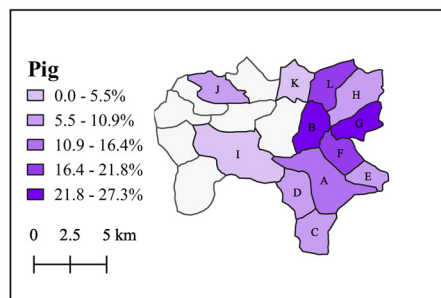 Pig
0.0 - 5.5%
5.5 - 10.9%
10.9 - 16.4%
16.4 - 21.8%
21.8 - 27.3%
0 2.5 5 km
J
K
L
H
B
G
I
F
A
E
D
C